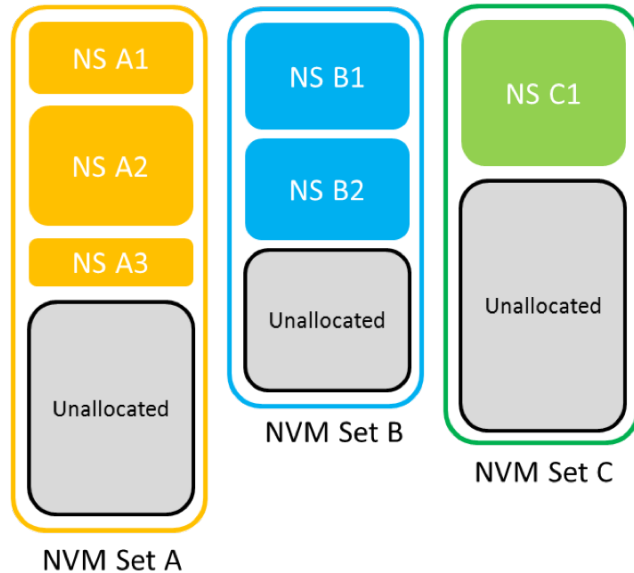 NS A1
NS A2
NS A3
Unallocated
NVM Set A
NS B1
NS B2
Unallocated
NVM Set B
NS C1
Unallocated
NVM Set C